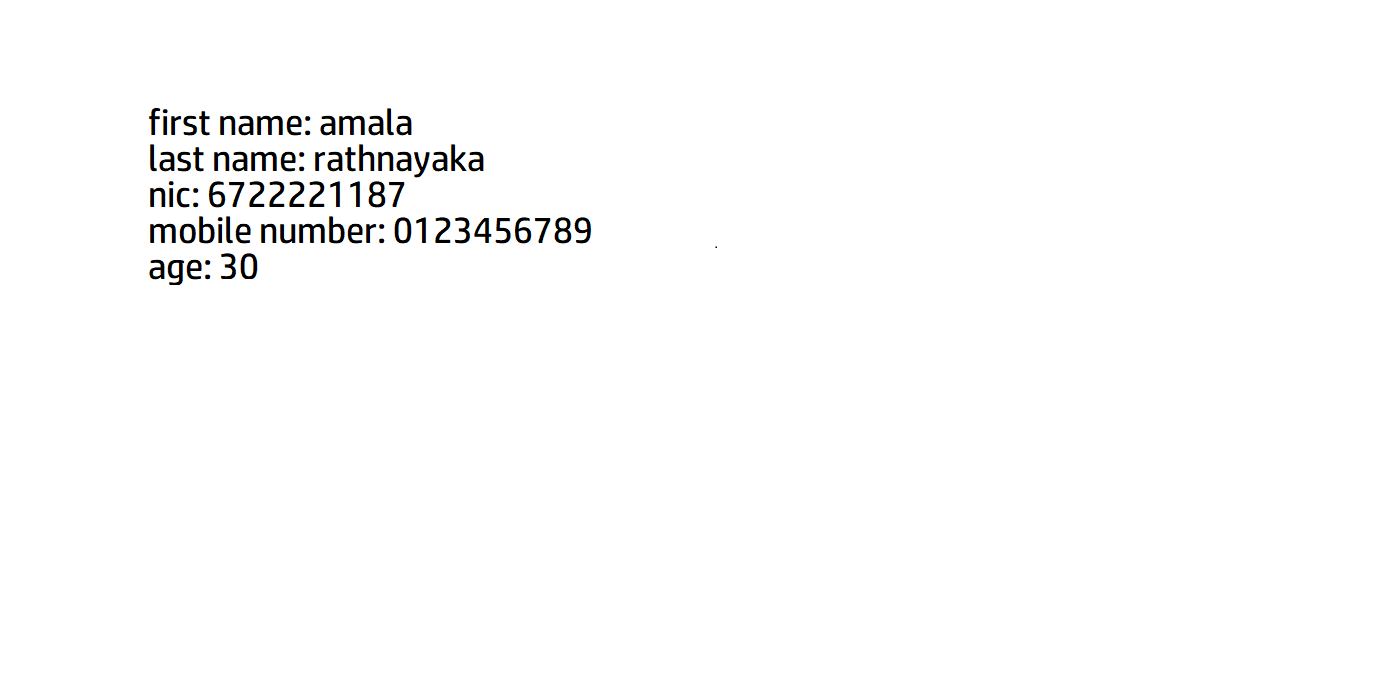 first name: amala
last name: rathnayaka
nic: 6722221187
mobile number: 0123456789
age: 30